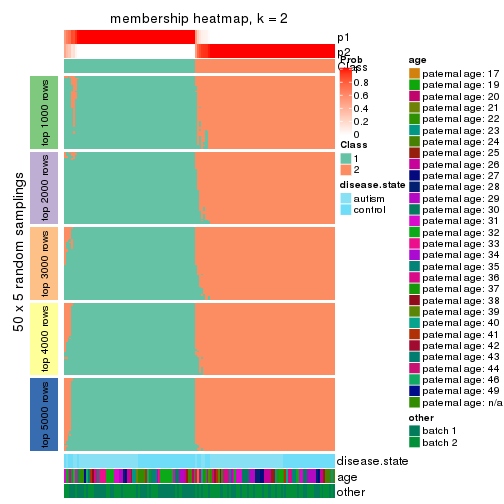 membership heatmap, k = 2
p1
p2
Class
50 x 5 random samplings
top 1000 rows
top 2000 rows
top 3000 rows
top 4000 rows
top 5000 rows
disease.state
age
other
Prob
1
0.8
0.6
0.4
0.2
0
Class
1
2
disease.state
autism
control
age
paternal age: 17
paternal age: 19
paternal age: 20
paternal age: 21
paternal age: 22
paternal age: 23
paternal age: 24
paternal age: 25
paternal age: 26
paternal age: 27
paternal age: 28
paternal age: 29
paternal age: 30
paternal age: 31
paternal age: 32
paternal age: 33
paternal age: 34
paternal age: 35
paternal age: 36
paternal age: 37
paternal age: 38
paternal age: 39
paternal age: 40
paternal age: 41
paternal age: 42
paternal age: 43
paternal age: 44
paternal age: 46
paternal age: 49
paternal age: n/a
other
batch 1
batch 2